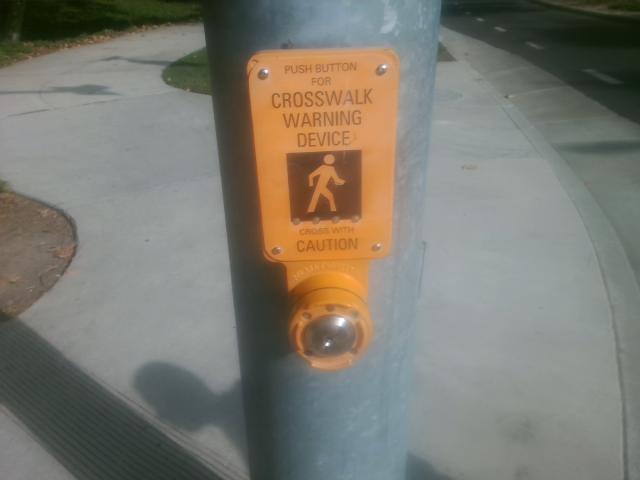 PUSH BUTTON
FOR
CROSSWALK
WARNING
DEVICE
CROSS WITH
CAUTION